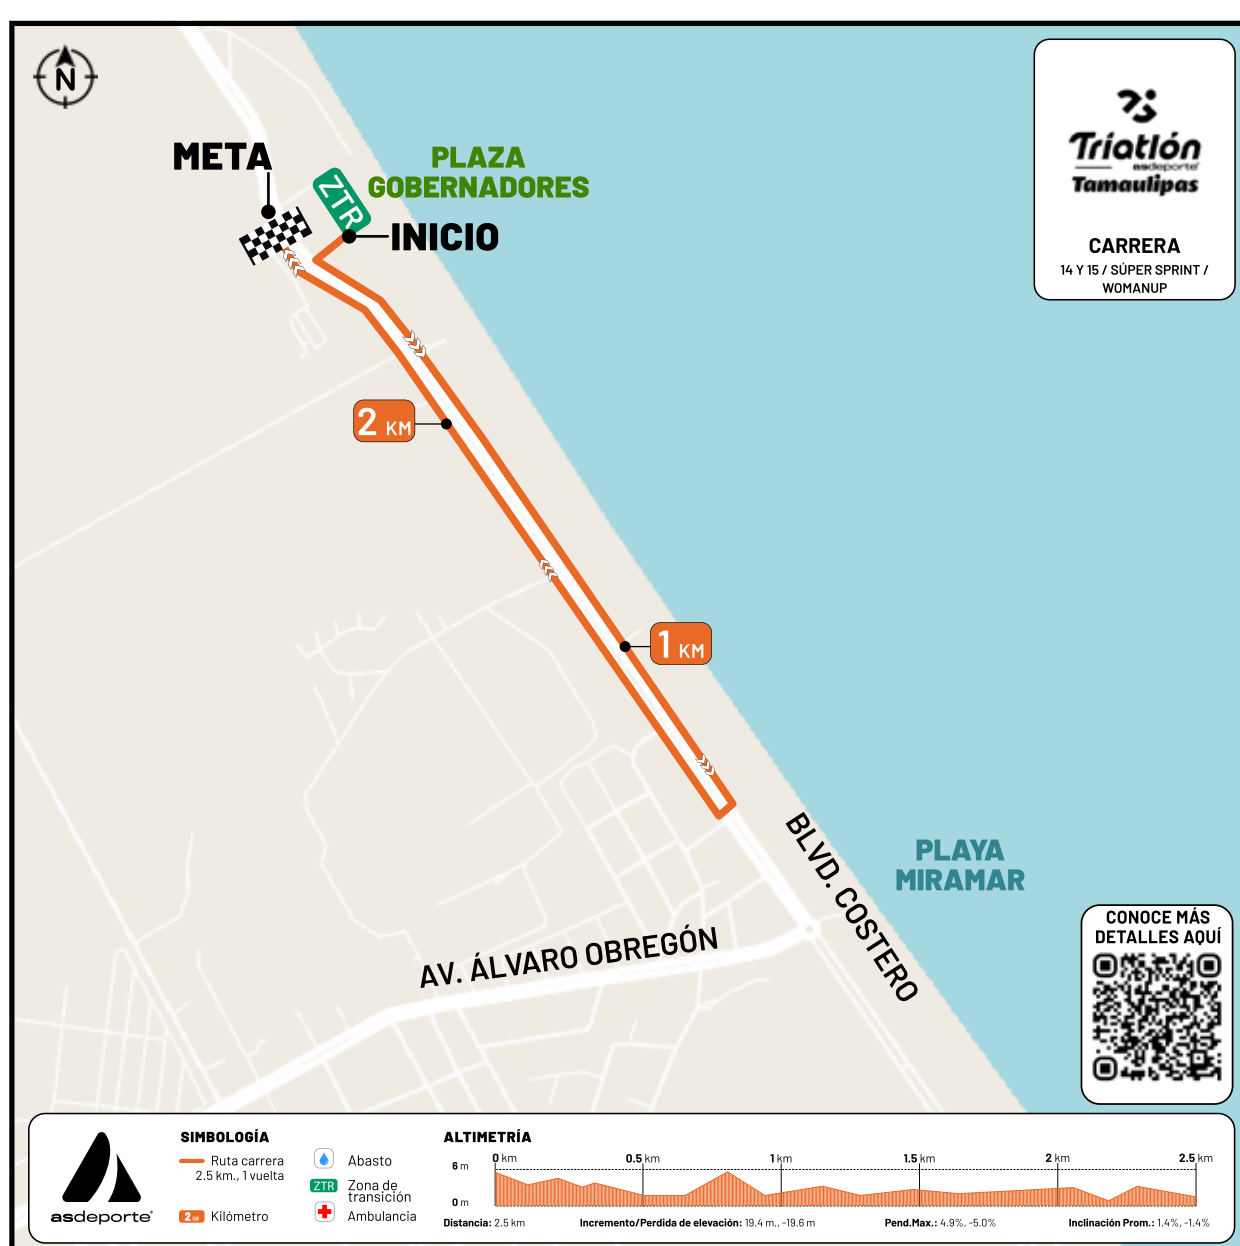 N
META
ZTR
PLAZA
GOBERNADORES
INICIO
Triatlón
asdeporte
Tamaulipas
CARRERA
14 Y 15 / SÚPER SPRINT /
WOMANUP
2 KM
1 KM
BLVD. COSTERO
PLAYA
MIRAMAR
AV. ÁLVARO OBREGÓN
CONOCE MÁS
DETALLES AQUÍ
asdeporte
SIMBOLOGÍA
Ruta carrera
2.5 km., 1 vuelta
2 KM Kilómetro
Abasto
ZTR Zona de
transición
Ambulancia
ALTIMETRÍA
0 km 0.5 km 1 km 1.5 km 2 km 2.5 km
6 m
0 m
Distancia: 2.5 km Incremento/Perdida de elevación: 19.4 m., -19.6 m Pend.Max.: 4.9%, -5.0% Inclinación Prom.: 1.4%, -1.4%